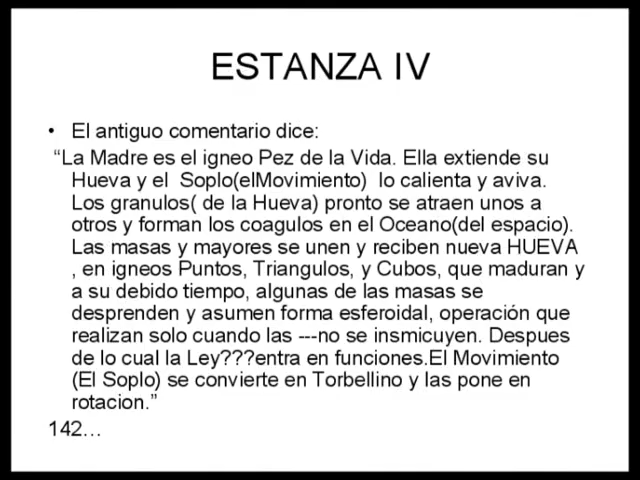 ESTANZA IV
• El antiguo comentario dice:
“La Madre es el igneo Pez de la Vida. Ella extiende su
Hueva y el  Soplo(elMovimiento)  lo calienta y aviva.
Los granulos( de la Hueva) pronto se atraen unos a
otros y forman los coagulos en el Oceano(del espacio).
Las masas y mayores se unen y reciben nueva HUEVA
, en igneos Puntos, Triangulos, y Cubos, que maduran y
a su debido tiempo, algunas de las masas se
desprenden y asumen forma esferoidal, operación que
realizan solo cuando las ---no se insmicuyen. Despues
de lo cual la Ley???entra en funciones.El Movimiento
(El Soplo) se convierte en Torbellino y las pone en
rotacion.”
142…